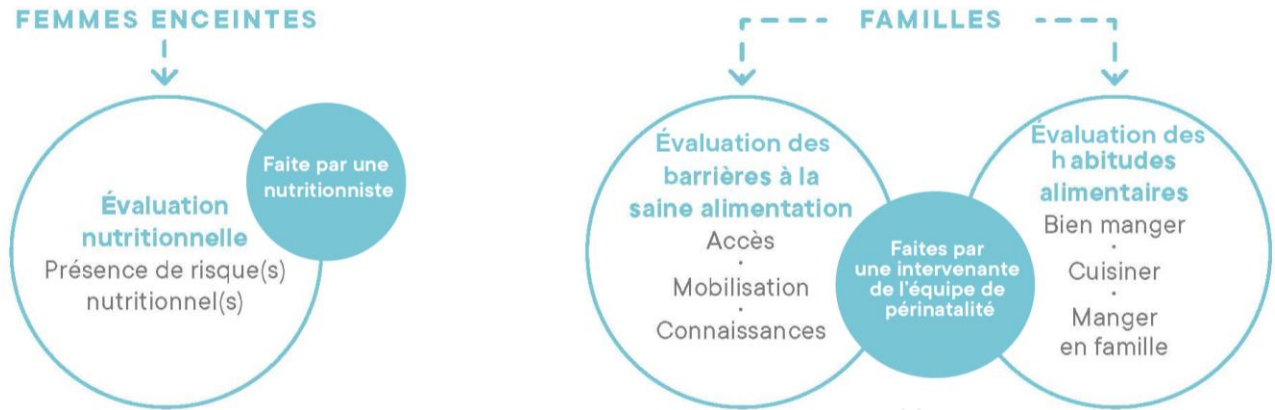 FEMMES ENCEINTES
Faite par une
nutritionniste
Évaluation
nutritionnelle
Présence de risque(s)
nutritionnel(s)
FAMILLES
Évaluation des
barrières à la
saine alimentation
Accès
·
Mobilisation
·
Connaissances
Faites par
une intervenante
de l'équipe de
périnatalité
Évaluation des
habitudes
alimentaires
Bien manger
·
Cuisiner
·
Manger
en famille